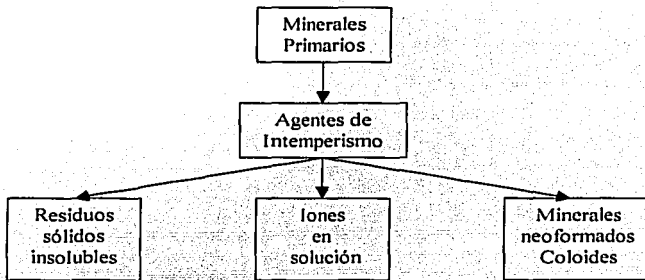 Minerales
Primarios
Agentes de
Intemperismo
Residuos
sólidos
insolubles
Iones
en
solución
Minerales
neoformados
Coloides